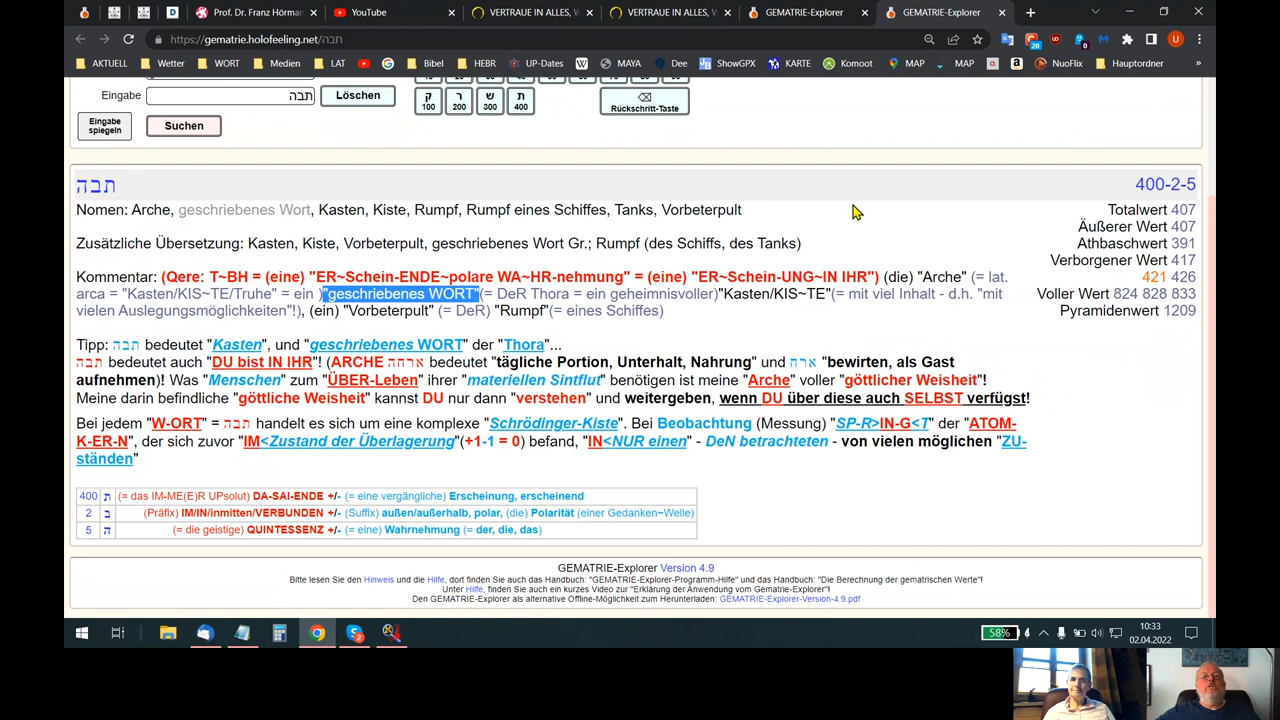 Prof. Dr. Franz Hörmar
YouTube
VERTRAUE IN ALLES, W
VERTRAUE IN ALLES, W
GEMATRIE-Explorer
GEMATRIE-Explorer
https://gematrie.holofeeling.net/תבה
20
0
U
AKTUELL Wetter WORT Medien LAT Bibel HEBR UP-Dates MAYA Dee ShowGPX KARTE Komoot MAP MAP NuoFlix Hauptordner »
Eingabe תבה Löschen
ק ר ש ת
100 200 300 400
Rückschritt-Taste
Eingabe spiegeln
Suchen
תבה 400-2-5
Nomen: Arche, geschriebenes Wort, Kasten, Kiste, Rumpf, Rumpf eines Schiffes, Tanks, Vorbeterpult
Totalwert 407
Äußerer Wert 407
Athbaschwert 391
Verborgener Wert 417
421 426
Voller Wert 824 828 833
Pyramidenwert 1209
Zusätzliche Übersetzung: Kasten, Kiste, Vorbeterpult, geschriebenes Wort Gr.; Rumpf (des Schiffs, des Tanks)
Kommentar: (Qere: T~BH = (eine) "ER~Schein-ENDE~polare WA~HR-nehmung" = (eine) "ER~Schein-UNG~IN IHR") (die) "Arche" (= lat.
arca = "Kasten/KIS~TE/Truhe" = ein )"geschriebenes WORT"(= DeR Thora = ein geheimnisvoller)"Kasten/KIS~TE"(= mit viel Inhalt - d.h. "mit
vielen Auslegungsmöglichkeiten"!), (ein) "Vorbeterpult" (= DeR) "Rumpf"(= eines Schiffes)
Tipp: תבה bedeutet "Kasten", und "geschriebenes WORT" der "Thora"...
תבה bedeutet auch "DU bist IN IHR"! (ARCHE ארחה bedeutet "tägliche Portion, Unterhalt, Nahrung" und ארח "bewirten, als Gast
aufnehmen)! Was "Menschen" zum "ÜBER-Leben" ihrer "materiellen Sintflut" benötigen ist meine "Arche" voller "göttlicher Weisheit"!
Meine darin befindliche "göttliche Weisheit" kannst DU nur dann "verstehen" und weitergeben, wenn DU über diese auch SELBST verfügst!
Bei jedem "W-ORT" = תבה handelt es sich um eine komplexe "Schrödinger-Kiste". Bei Beobachtung (Messung) "SP-R>IN-G<T" der "ATOM-
K-ER-N", der sich zuvor "IM<Zustand der Überlagerung"(+1-1 = 0) befand, "IN<NUR einen" - DeN betrachteten - von vielen möglichen "ZU-
ständen"
400 ת (= das IM-ME(E)R UPsolut) DA-SAI-ENDE +/- (= eine vergängliche) Erscheinung, erscheinend
2 ב (Präfix) IM/IN/inmitten/VERBUNDEN +/- (Suffix) außen/außerhalb, polar, (die) Polarität (einer Gedanken~Welle)
5 ה (= die geistige) QUINTESSENZ +/- (= eine) Wahrnehmung (= der, die, das)
GEMATRIE-Explorer Version 4.9
Bitte lesen Sie den Hinweis und die Hilfe, dort finden Sie auch das Handbuch: "GEMATRIE-Explorer-Programm-Hilfe" und das Handbuch: "Die Berechnung der gematrischen Werte"!
Unter Hilfe, finden Sie auch ein kurzes Video zur "Erklärung der Anwendung vom Gematrie-Explorer"!
Den GEMATRIE-Explorer als alternative Offline-Möglichkeit zum Herunterladen: GEMATRIE-Explorer-Version-4.9.pdf
58%
10:33
02.04.2022